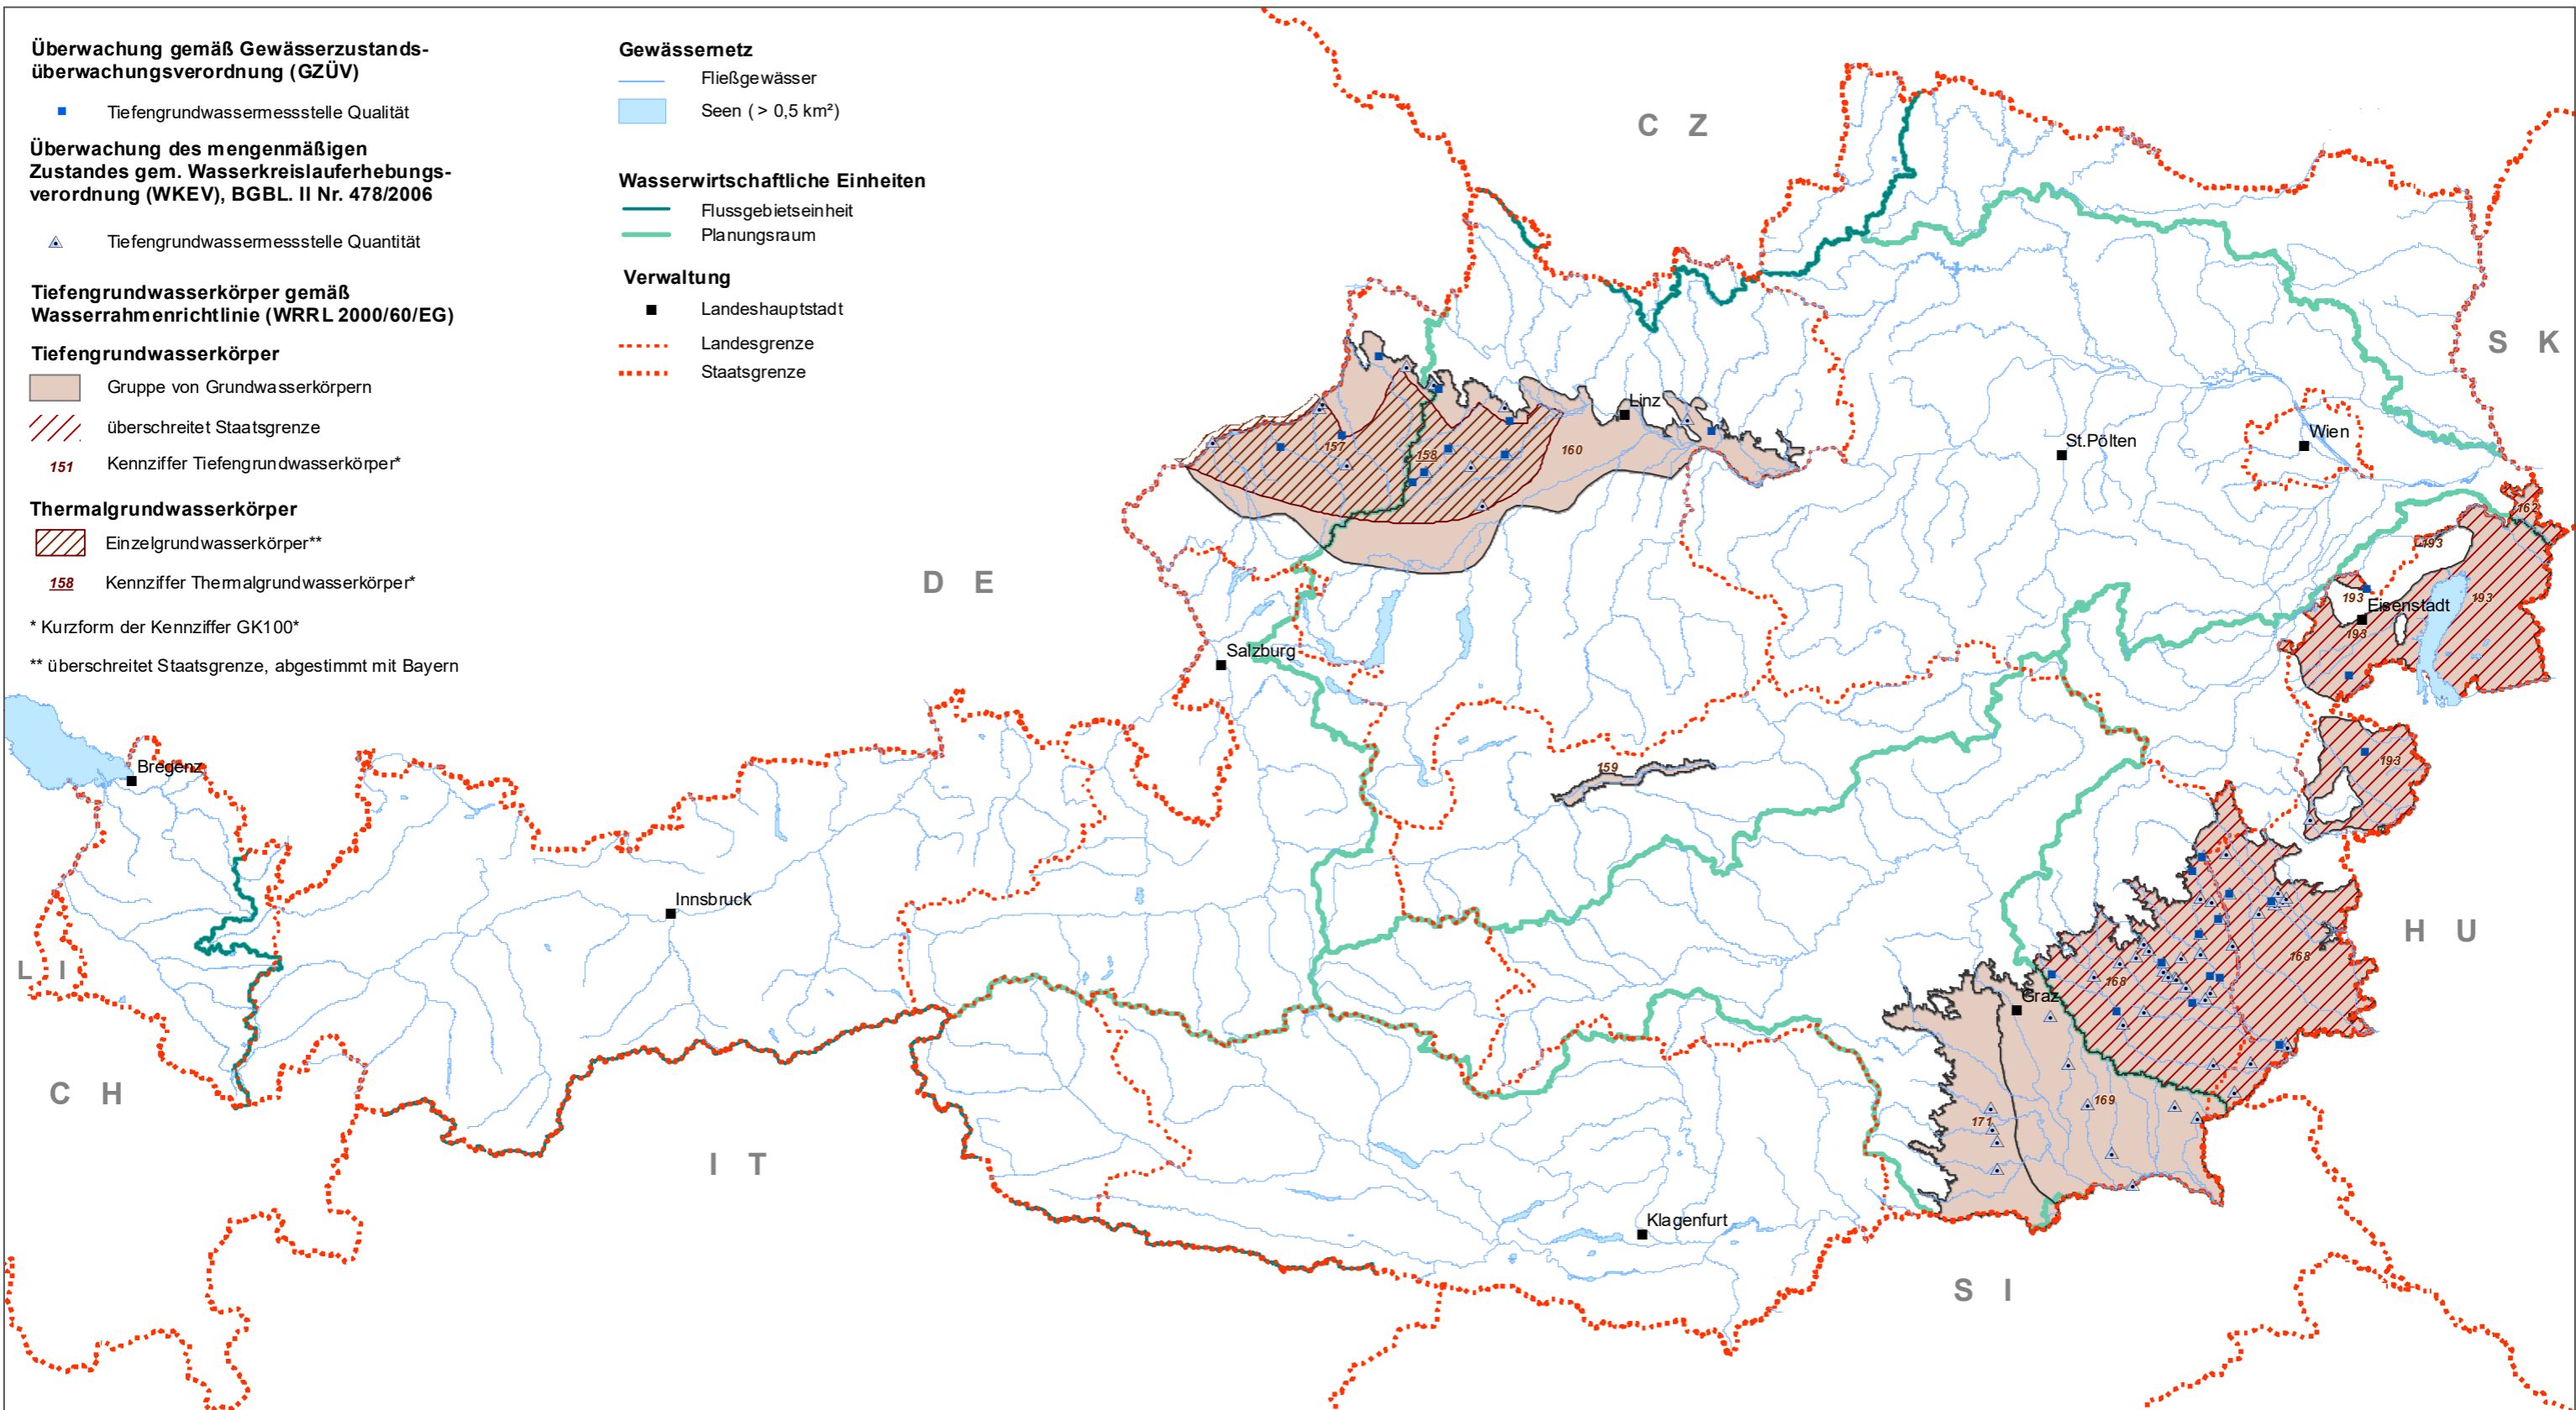 Überwachung gemäß Gewässerzustands-
überwachungsverordnung (GZÜV)
Tiefengrundwassermessstelle Qualität
Überwachung des mengenmäßigen
Zustandes gem. Wasserkreislauferhebungs-
verordnung (WKEV), BGBL. II Nr. 478/2006
Tiefengrundwassermessstelle Quantität
Tiefengrundwasserkörper gemäß
Wasserrahmenrichtlinie (WRRL 2000/60/EG)
Tiefengrundwasserkörper
Gruppe von Grundwasserkörpern
überschreitet Staatsgrenze
151 Kennziffer Tiefengrundwasserkörper*
Thermalgrundwasserkörper
Einzelgrundwasserkörper**
158 Kennziffer Thermalgrundwasserkörper*
* Kurzform der Kennziffer GK100*
** überschreitet Staatsgrenze, abgestimmt mit Bayern
Gewässernetz
Fließgewässer
Seen ( > 0,5 km²)
Wasserwirtschaftliche Einheiten
Flussgebietseinheit
Planungsraum
Verwaltung
Landeshauptstadt
Landesgrenze
Staatsgrenze
C Z
S K
D E
H U
L I
C H
I T
S I
Linz
St.Pölten
Wien
Eisenstadt
Salzburg
Bregenz
Innsbruck
Graz
Klagenfurt
157
158
160
162
193
193
193
193
193
159
168
168
169
171